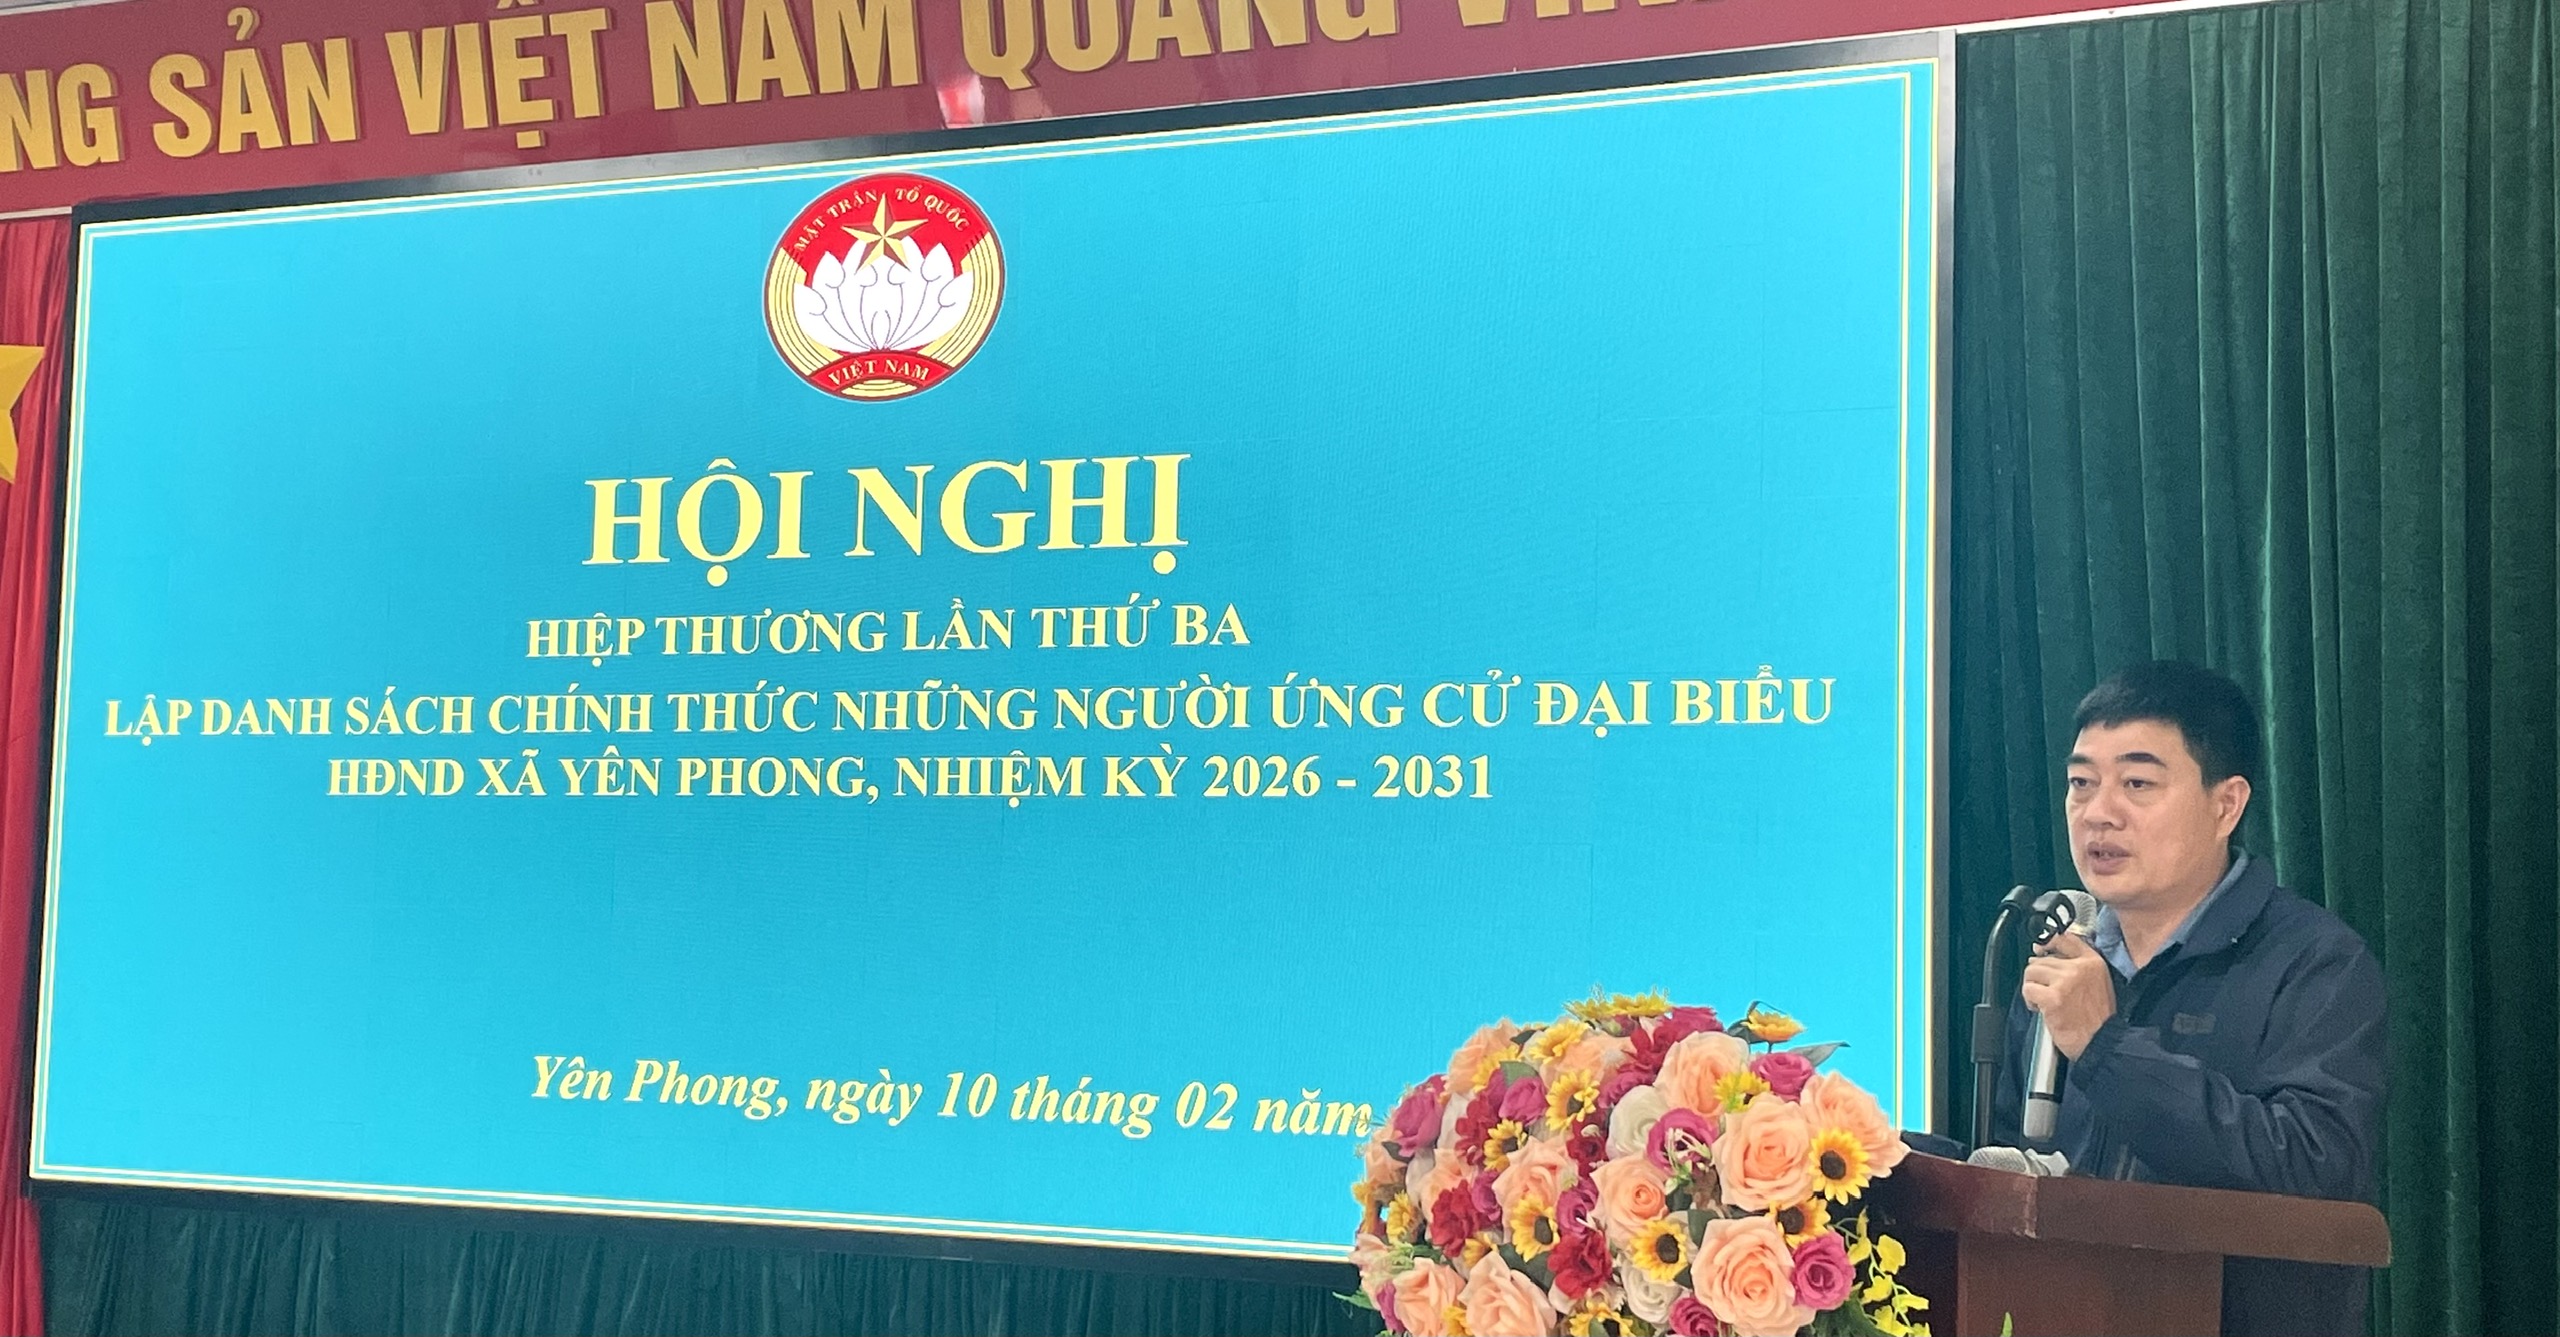 SẢN VIỆT NAM QUANG
MẶT TRẬN TỔ QUỐC
VIỆT NAM
HỘI NGHỊ
HIỆP THƯƠNG LẦN THỨ BA
LẬP DANH SÁCH CHÍNH THỨC NHỮNG NGƯỜI ỨNG CỬ ĐẠI BIỂU
HĐND XÃ YÊN PHONG, NHIỆM KỲ 2026 - 2031
Yên Phong, ngày 10 tháng 02 năm